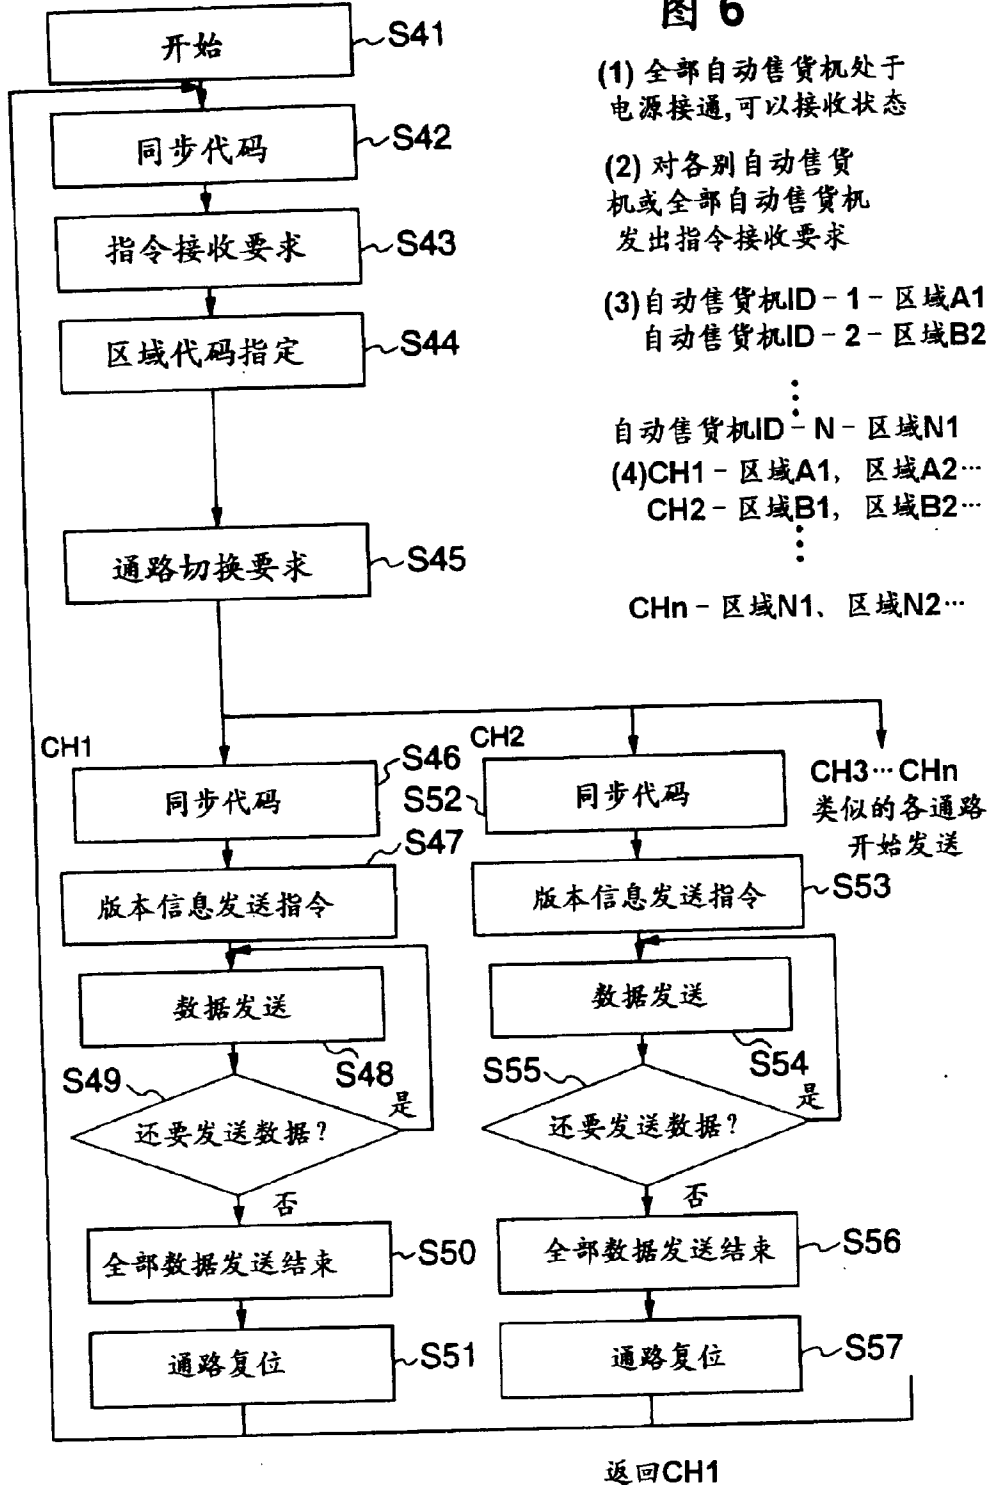 图 6
开始
S41
同步代码
S42
指令接收要求
S43
区域代码指定
S44
通路切换要求
S45
(1) 全部自动售货机处于
电源接通,可以接收状态
(2) 对各别自动售货
机或全部自动售货机
发出指令接收要求
(3)自动售货机ID－1－区域A1
自动售货机ID－2－区域B2
⋮
自动售货机ID－N－区域N1
(4)CH1－区域A1、区域A2…
CH2－区域B1、区域B2…
⋮
CHn－区域N1、区域N2…
CH1
S46
同步代码
S47
版本信息发送指令
数据发送
S48
S49
还要发送数据?
是
否
全部数据发送结束
S50
通路复位
S51
CH2
S52
同步代码
版本信息发送指令
S53
数据发送
S54
S55
还要发送数据?
是
否
全部数据发送结束
S56
通路复位
S57
CH3…CHn
类似的各通路
开始发送
返回CH1